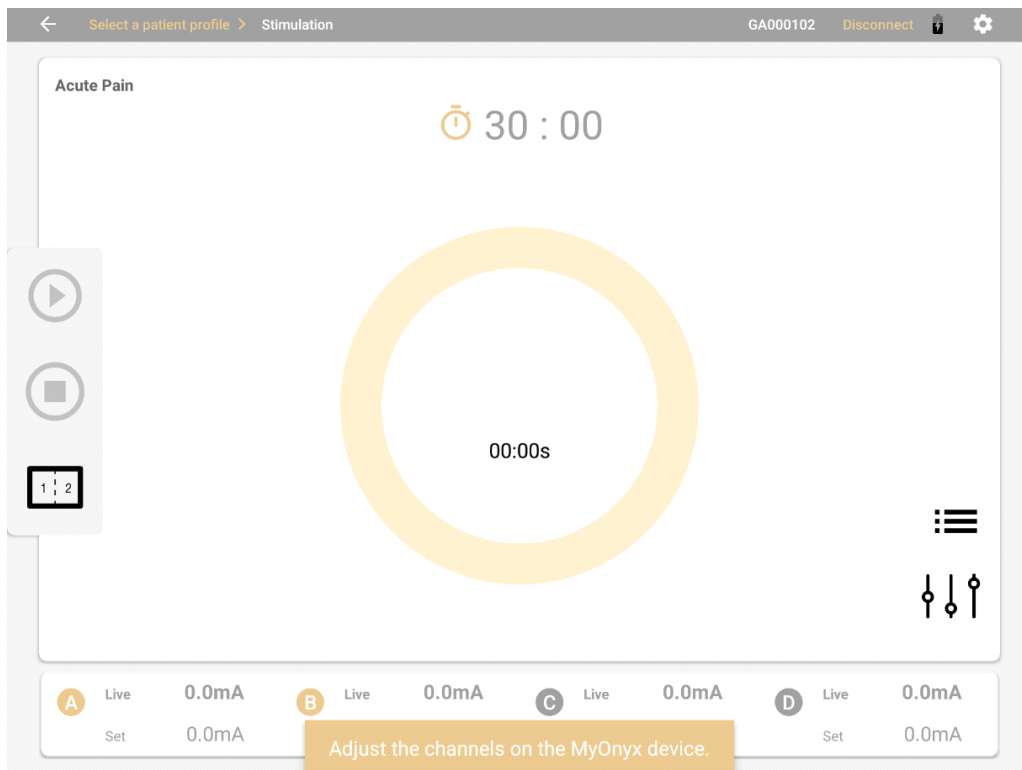 Select a patient profile > Stimulation GA000102 Disconnect
Acute Pain
30 : 00
00:00s
1 2
A Live 0.0mA B Live 0.0mA C Live 0.0mA D Live 0.0mA
Set 0.0mA Set 0.0mA
Adjust the channels on the MyOnyx device.